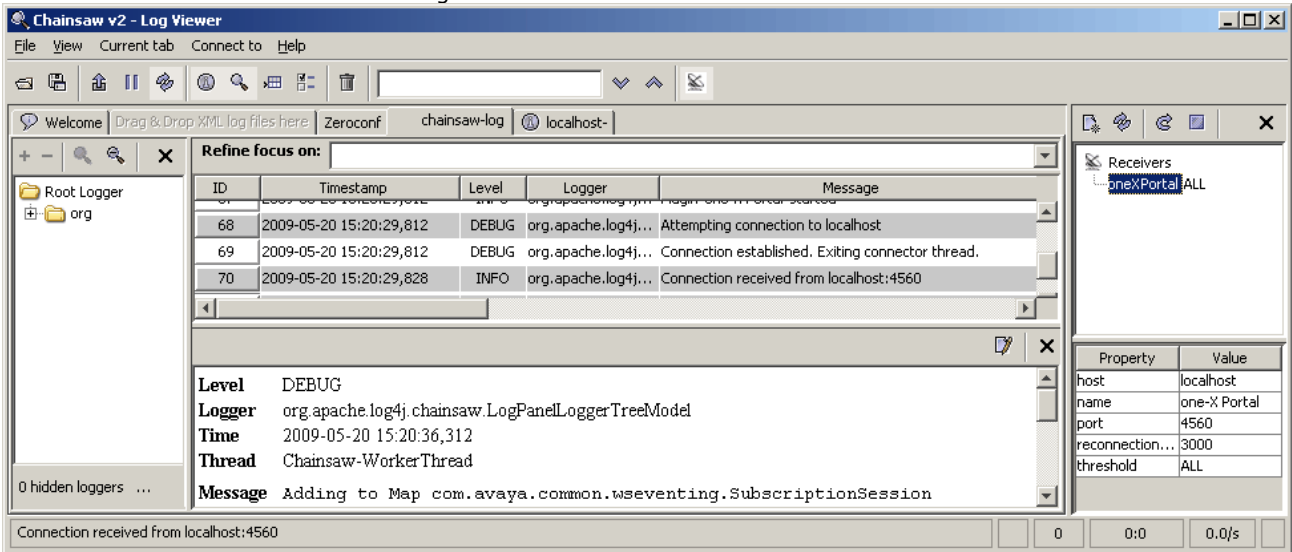 Chainsaw v2 - Log Viewer
File View Current tab Connect to Help
Welcome Drag & Drop XML log files here Zeroconf chainsaw-log localhost-
Refine focus on:
Receivers
oneXPortal ALL
Root Logger
org
ID Timestamp Level Logger Message
68 2009-05-20 15:20:29,812 DEBUG org.apache.log4j... Attempting connection to localhost
69 2009-05-20 15:20:29,812 DEBUG org.apache.log4j... Connection established. Exiting connector thread.
70 2009-05-20 15:20:29,828 INFO org.apache.log4j... Connection received from localhost:4560
Level DEBUG
Logger org.apache.log4j.chainsaw.LogPanelLoggerTreeModel
Time 2009-05-20 15:20:36,312
Thread Chainsaw-WorkerThread
Message Adding to Map com.avaya.common.wseventing.SubscriptionSession
Property Value
host localhost
name one-X Portal
port 4560
reconnection... 3000
threshold ALL
0 hidden loggers ...
Connection received from localhost:4560 0 0:0 0.0/s